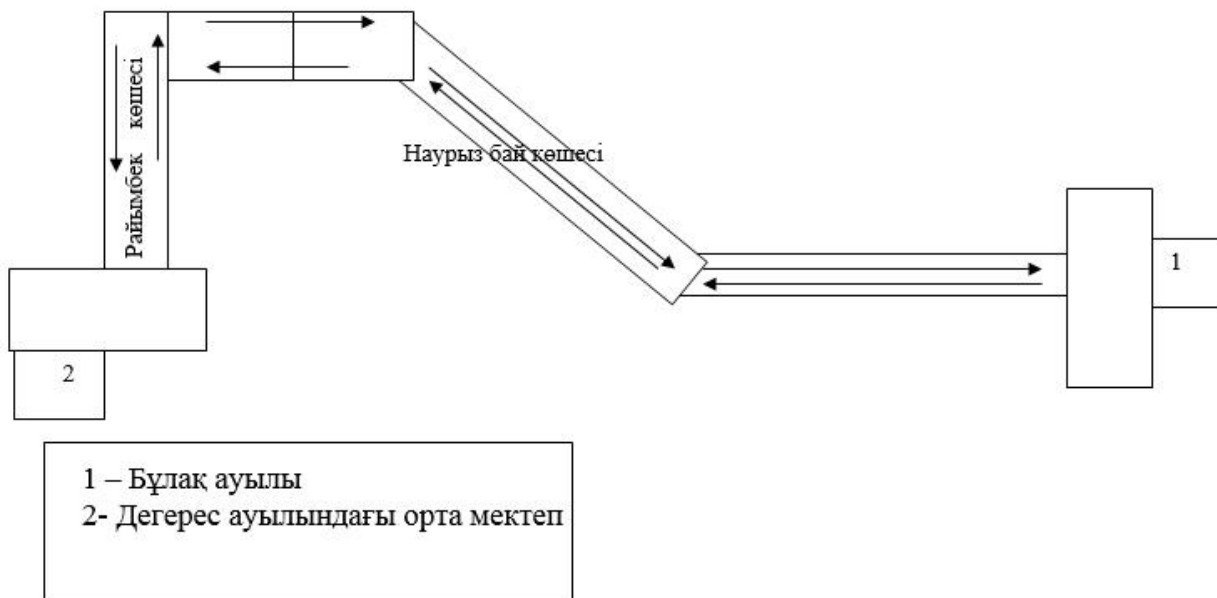 Райымбек көшесі
Наурыз бай көшесі
1
2
1 – Бұлақ ауылы
2- Дегерес ауылындағы орта мектеп